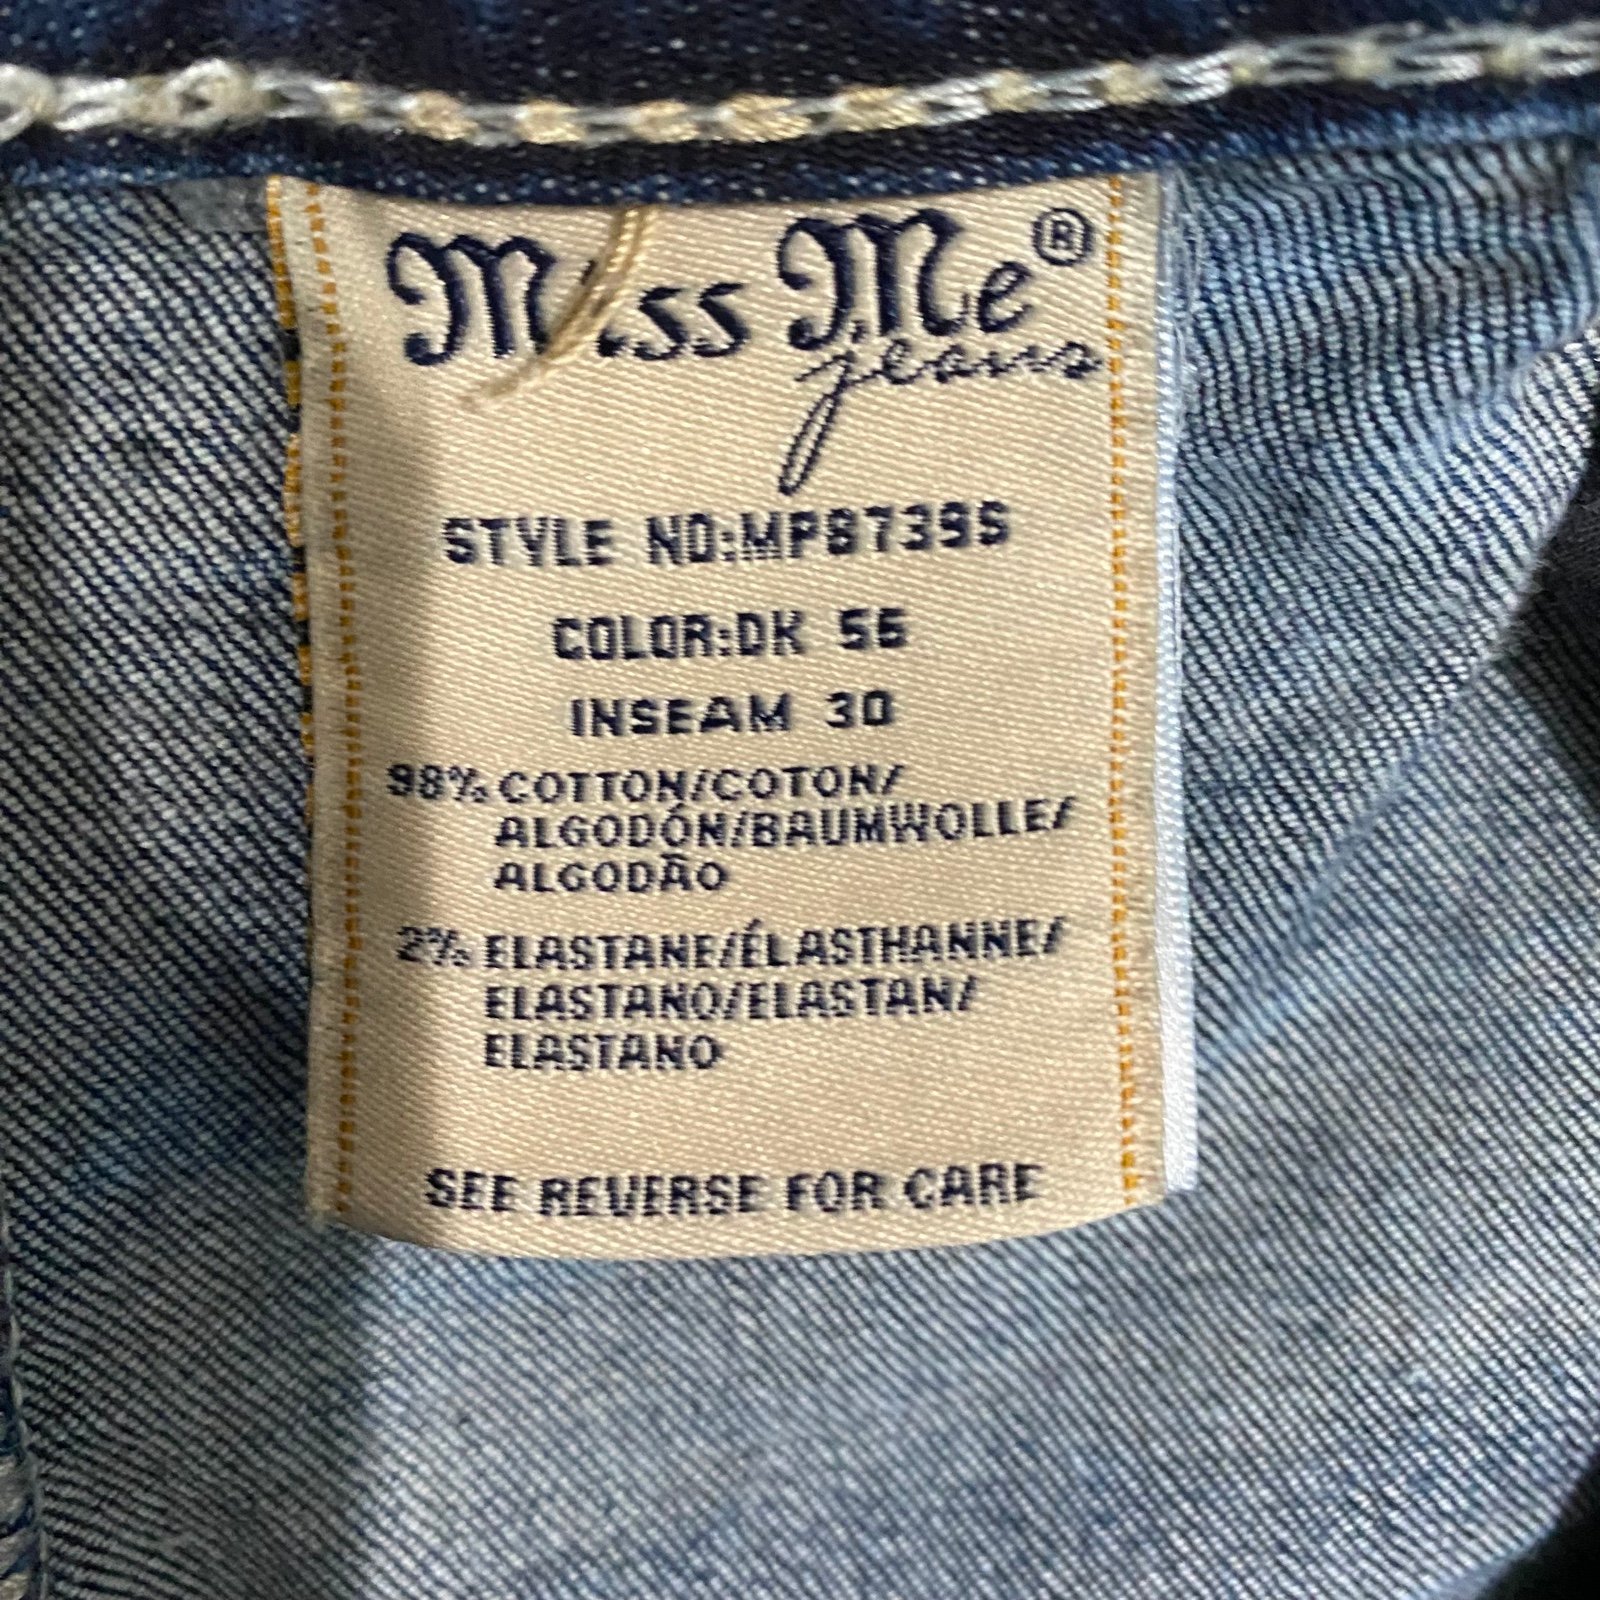 Miss Me®
jeans
STYLE NO:MP8739S
COLOR:DK 55
INSEAM 30
98% COTTON/COTON/
ALGODÓN/BAUMWOLLE/
ALGODÃO
2% ELASTANE/ÉLASTHANNE/
ELASTANO/ELASTAN/
ELASTANO
SEE REVERSE FOR CARE